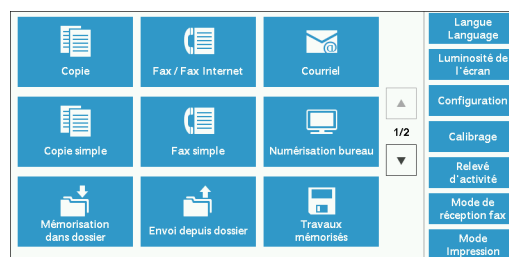 Copie
Fax / Fax Internet
Courriel
Copie simple
Fax simple
Numérisation bureau
Mémorisation
dans dossier
Envoi depuis dossier
Travaux
mémorisés
1/2
Langue
Language
Luminosité de
l'écran
Configuration
Calibrage
Relevé
d'activité
Mode de
réception fax
Mode
Impression